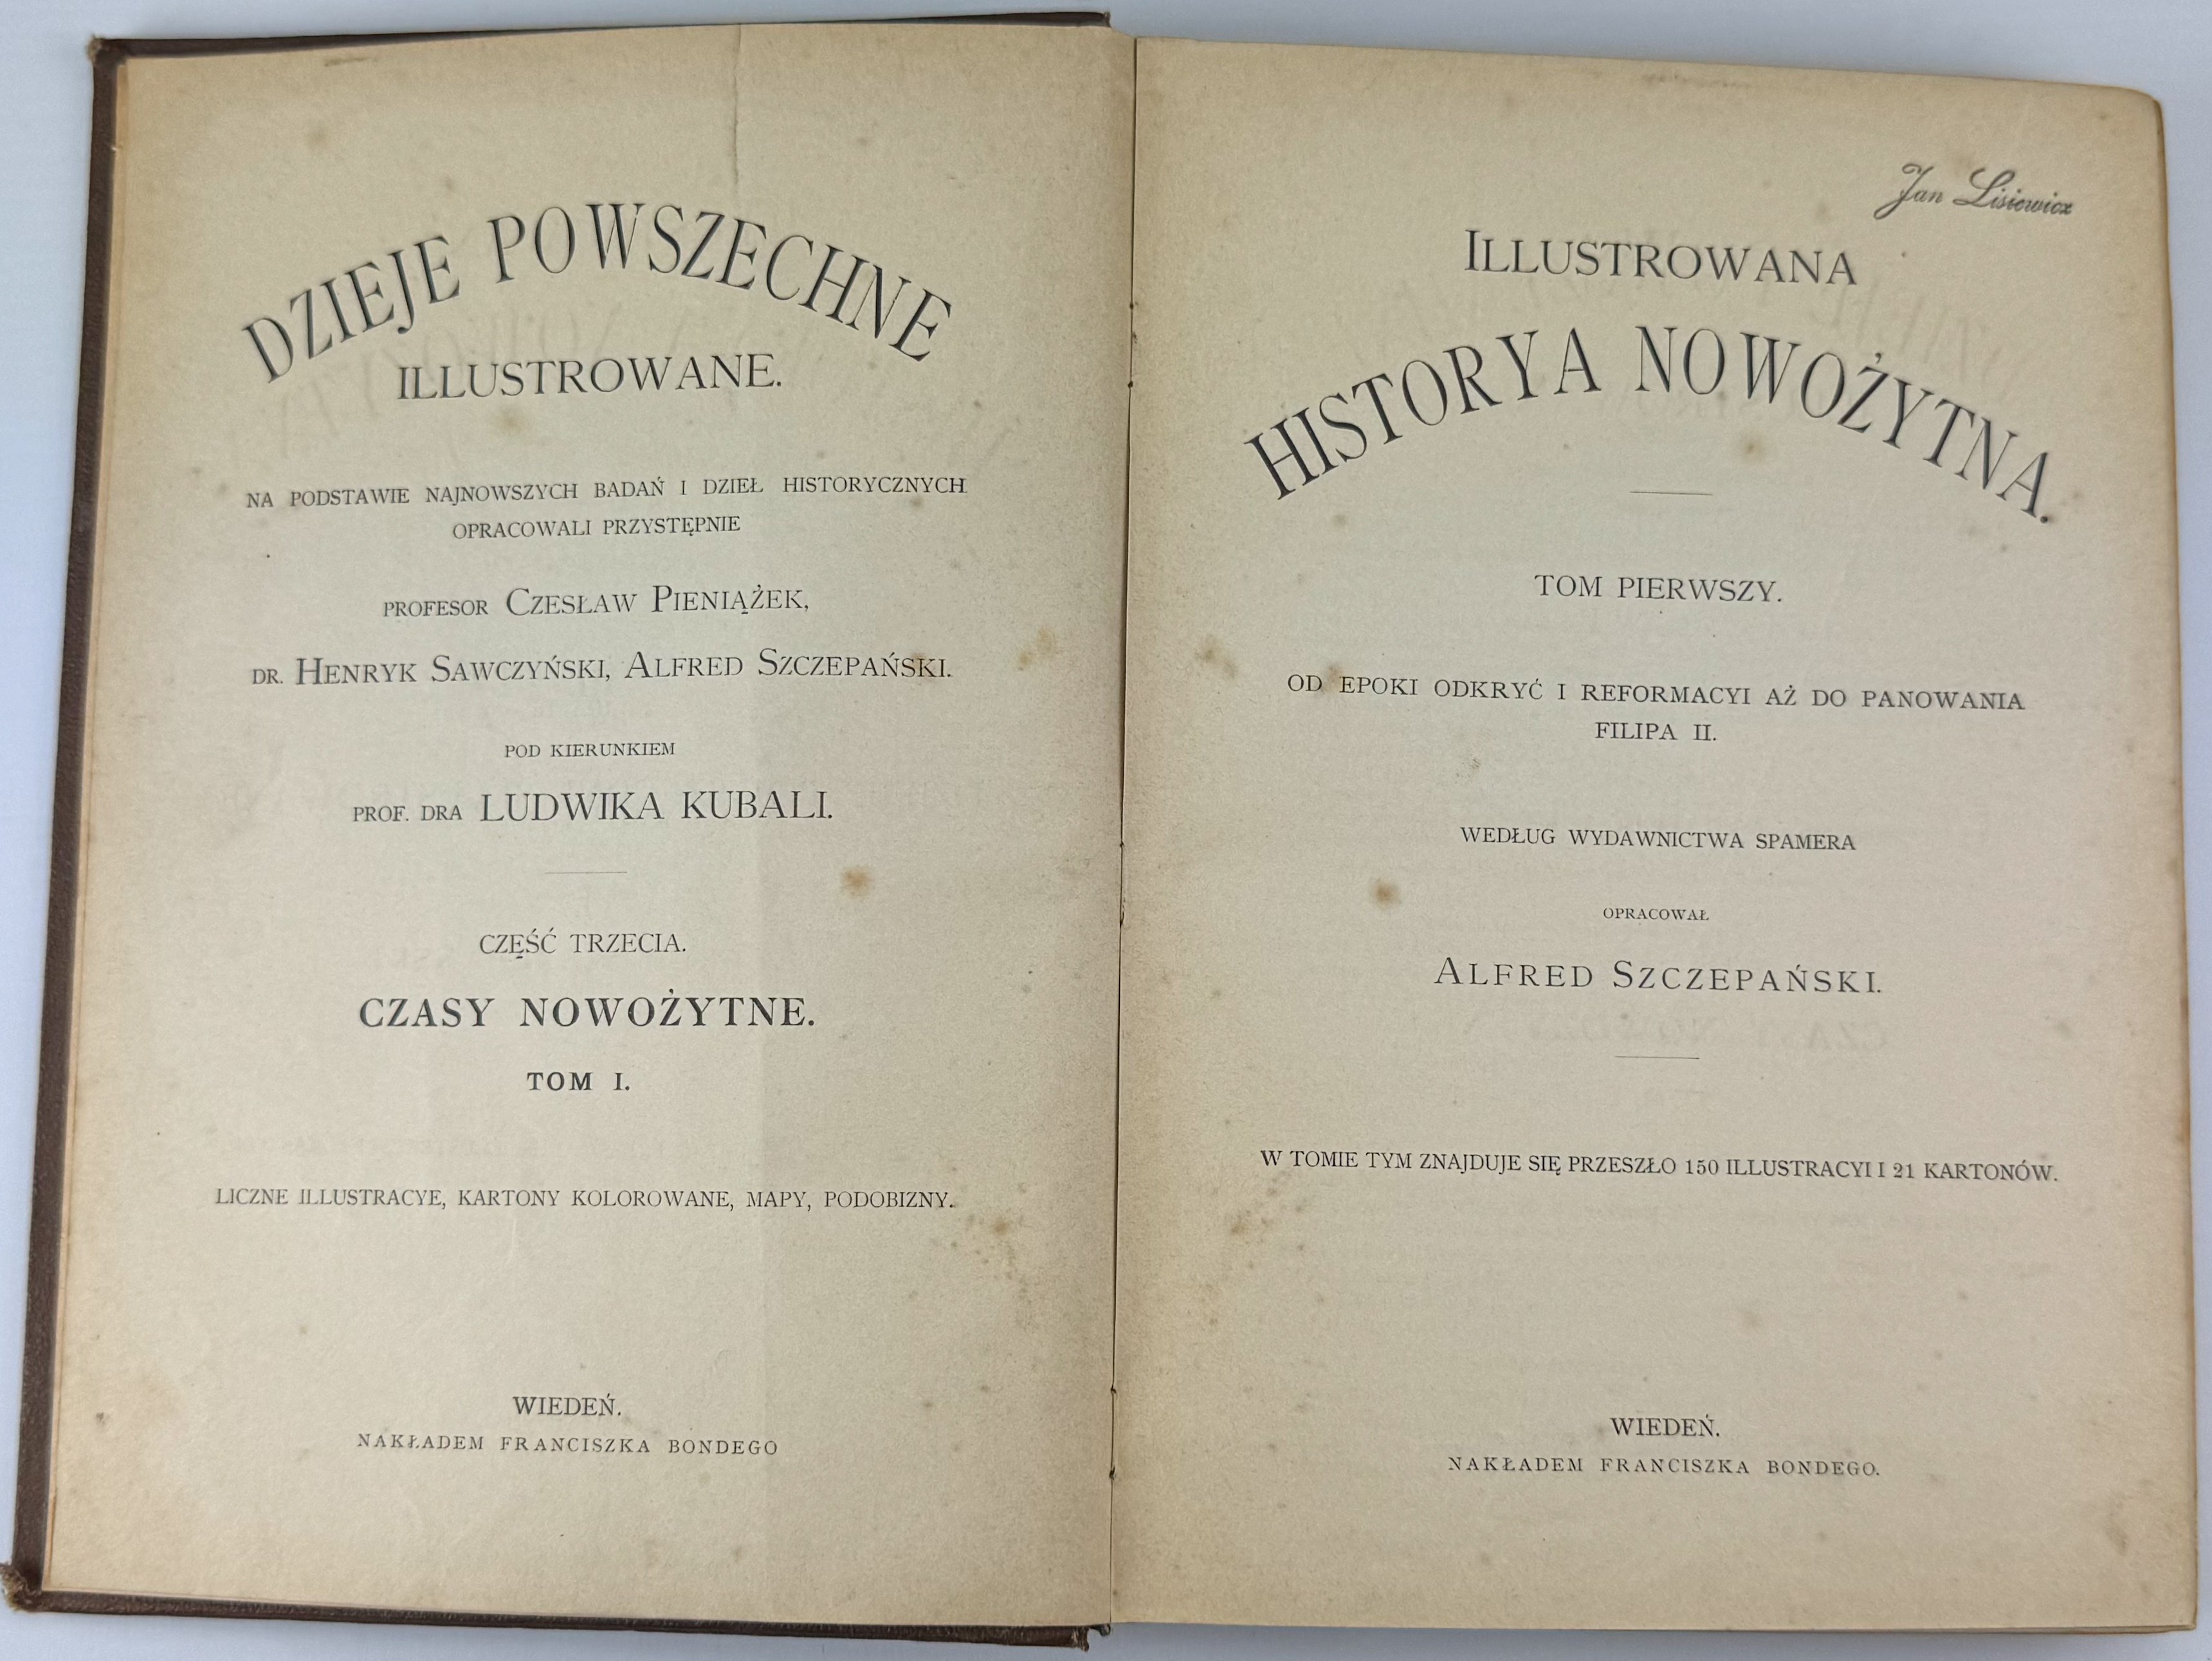 DZIEJE POWSZECHNE
ILLUSTROWANE.
NA PODSTAWIE NAJNOWSZYCH BADAŃ I DZIEŁ HISTORYCZNYCH
OPRACOWALI PRZYSTĘPNIE
PROFESOR CZESŁAW PIENIĄŻEK,
DR. HENRYK SAWCZYŃSKI, ALFRED SZCZEPAŃSKI.
POD KIERUNKIEM
PROF. DRA LUDWIKA KUBALI.
CZĘŚĆ TRZECIA.
CZASY NOWOŻYTNE.
TOM I.
LICZNE ILLUSTRACYE, KARTONY KOLOROWANE, MAPY, PODOBIZNY.
WIEDEŃ.
NAKŁADEM FRANCISZKA BONDEGO
Jan Lisiewicz
ILLUSTROWANA
HISTORYA NOWOŻYTNA.
TOM PIERWSZY.
OD EPOKI ODKRYĆ I REFORMACYI AŻ DO PANOWANIA
FILIPA II.
WEDŁUG WYDAWNICTWA SPAMERA
OPRACOWAŁ
ALFRED SZCZEPAŃSKI.
W TOMIE TYM ZNAJDUJE SIĘ PRZESZŁO 150 ILLUSTRACYI I 21 KARTONÓW.
WIEDEŃ.
NAKŁADEM FRANCISZKA BONDEGO.